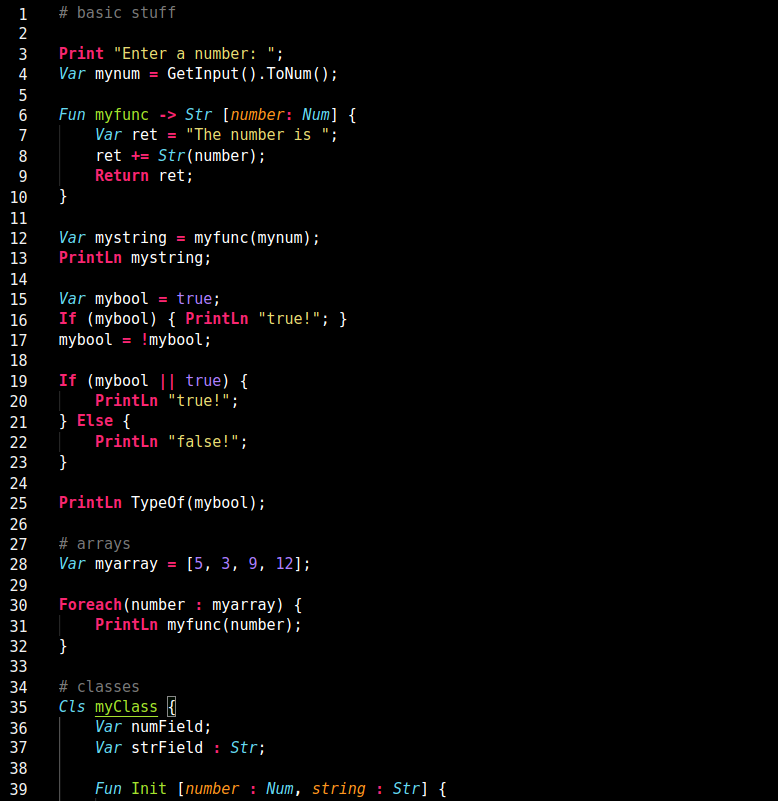 1 # basic stuff
2
3 Print "Enter a number: ";
4 Var mynum = GetInput().ToNum();
5
6 Fun myfunc -> Str [number: Num] {
7     Var ret = "The number is ";
8     ret += Str(number);
9     Return ret;
10 }
11
12 Var mystring = myfunc(mynum);
13 PrintLn mystring;
14
15 Var mybool = true;
16 If (mybool) { PrintLn "true!"; }
17 mybool = !mybool;
18
19 If (mybool || true) {
20     PrintLn "true!";
21 } Else {
22     PrintLn "false!";
23 }
24
25 PrintLn TypeOf(mybool);
26
27 # arrays
28 Var myarray = [5, 3, 9, 12];
29
30 Foreach(number : myarray) {
31     PrintLn myfunc(number);
32 }
33
34 # classes
35 Cls myClass {
36     Var numField;
37     Var strField : Str;
38
39     Fun Init [number : Num, string : Str] {